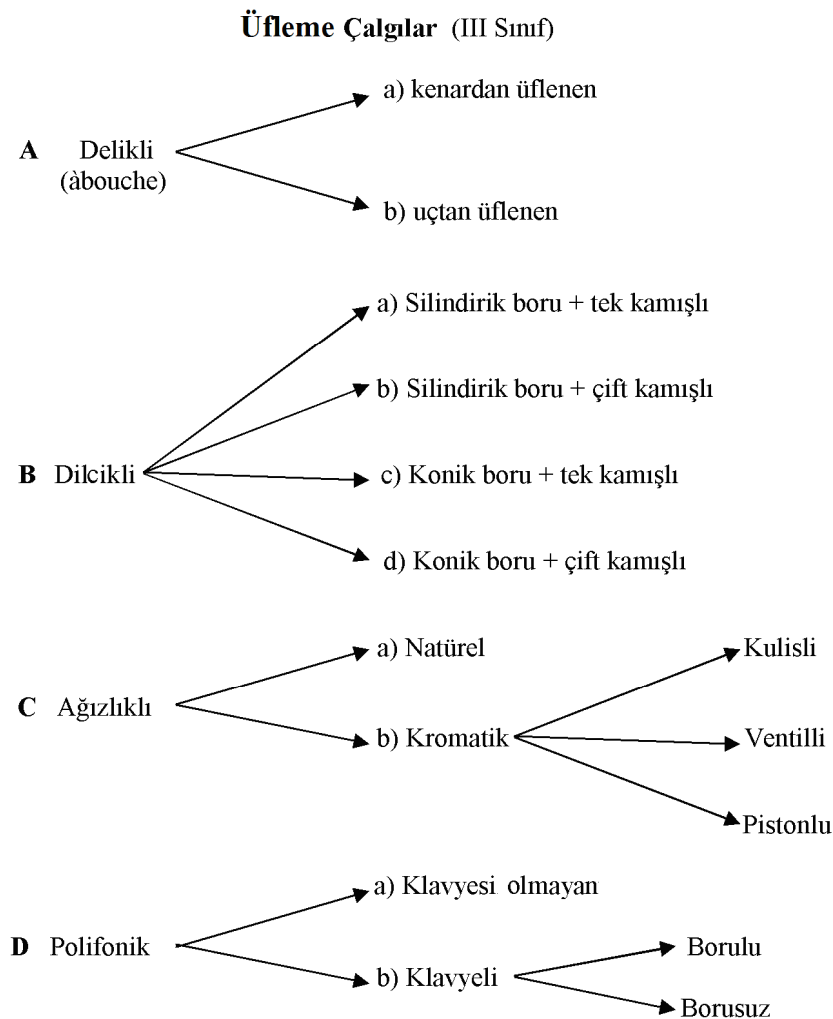 Üfleme Çalgılar (III Sınıf)
a) kenardan üflenen
A Delikli
(àbouche)
b) uçtan üflenen
a) Silindirik boru + tek kamışlı
b) Silindirik boru + çift kamışlı
B Dilcikli
c) Konik boru + tek kamışlı
d) Konik boru + çift kamışlı
a) Natürel
Kulisli
C Ağızlıklı
b) Kromatik
Ventilli
Pistonlu
a) Klavyesi olmayan
D Polifonik
Borulu
b) Klavyeli
Borusuz